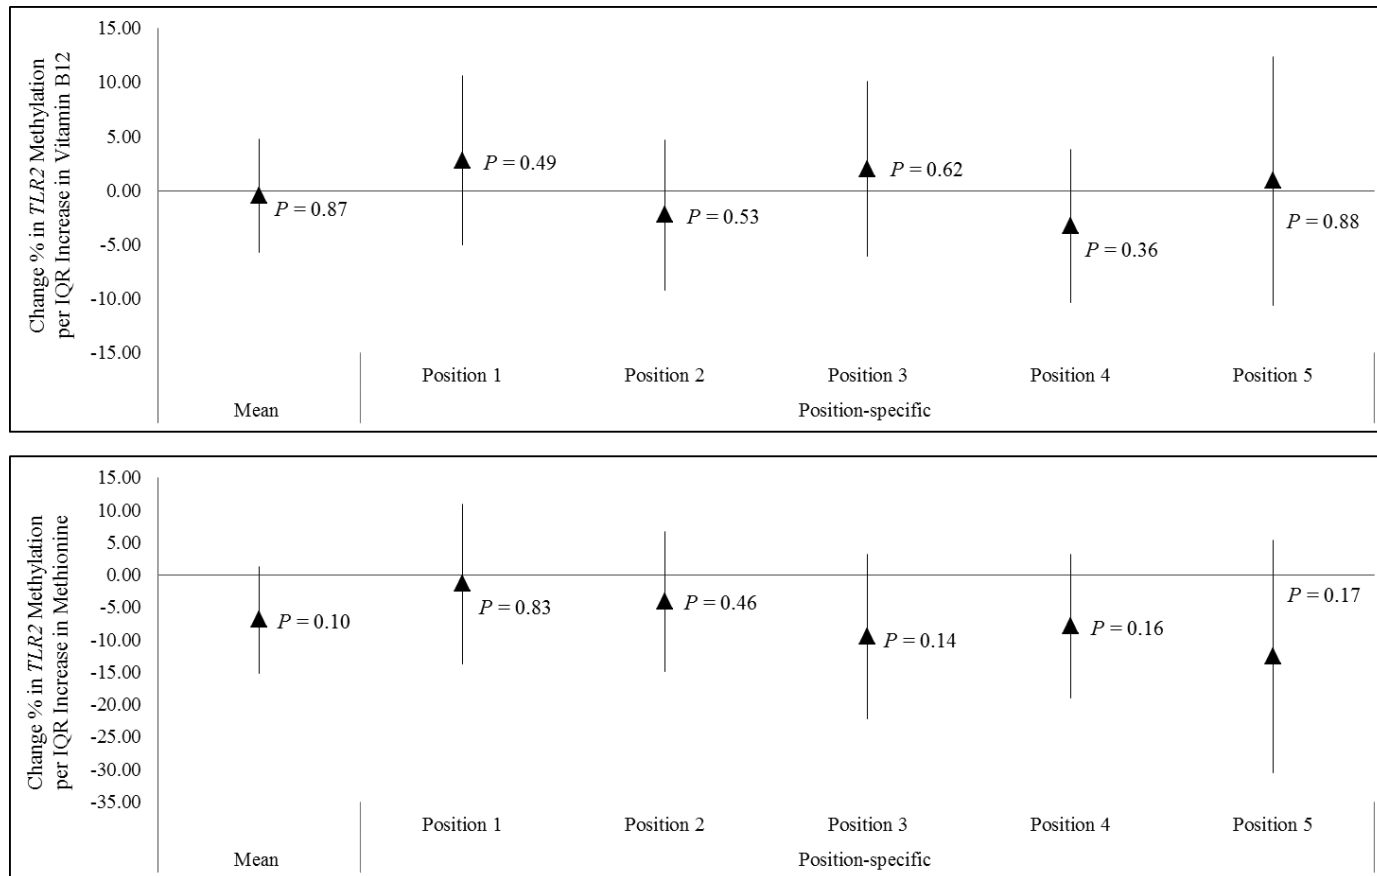 Change % in TLR2 Methylation
per IQR Increase in Vitamin B12
15.00
10.00
5.00
0.00
-5.00
-10.00
-15.00
P = 0.87
P = 0.49
P = 0.53
P = 0.62
P = 0.36
P = 0.88
Position 1
Position 2
Position 3
Position 4
Position 5
Mean
Position-specific
Change % in TLR2 Methylation
per IQR Increase in Methionine
15.00
10.00
5.00
0.00
-5.00
-10.00
-15.00
-20.00
-25.00
-30.00
-35.00
P = 0.10
P = 0.83
P = 0.46
P = 0.14
P = 0.16
P = 0.17
Position 1
Position 2
Position 3
Position 4
Position 5
Mean
Position-specific